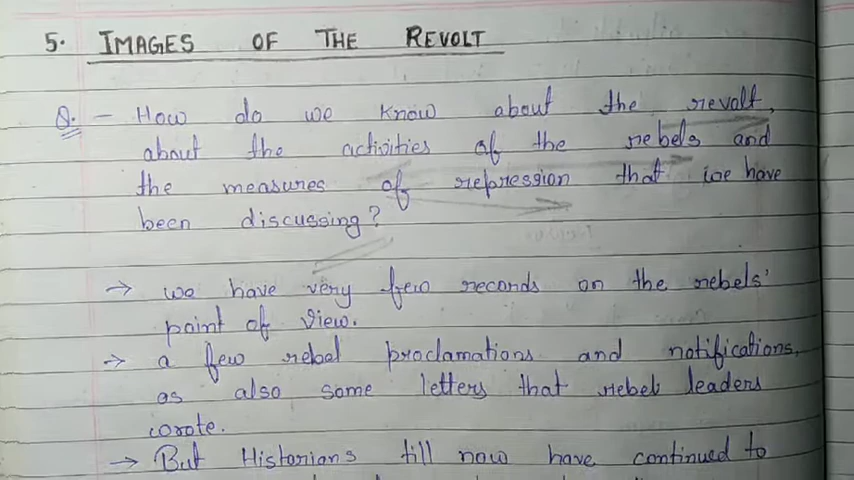 5. IMAGES OF THE REVOLT
Q. - How do we know about the revolt,
about the activities of the rebels and
the measures of repression that we have
been discussing?
→ we have very few records on the rebels'
point of view.
→ a few rebel proclamations and notifications,
as also some letters that rebel leaders
wrote.
→ But Historians till now have continued to